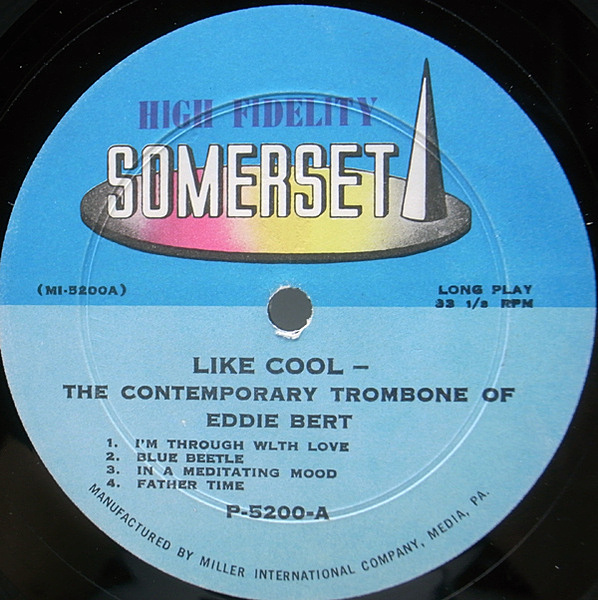 HIGH FIDELITY
SOMERSET
(MI-5200A)
LONG PLAY
33 1/3 RPM
LIKE COOL –
THE CONTEMPORARY TROMBONE OF
EDDIE BERT
1. I'M THROUGH WLTH LOVE
2. BLUE BEETLE
3. IN A MEDITATING MOOD
4. FATHER TIME
P-5200-A
MANUFACTURED BY MILLER INTERNATIONAL COMPANY, MEDIA, PA.